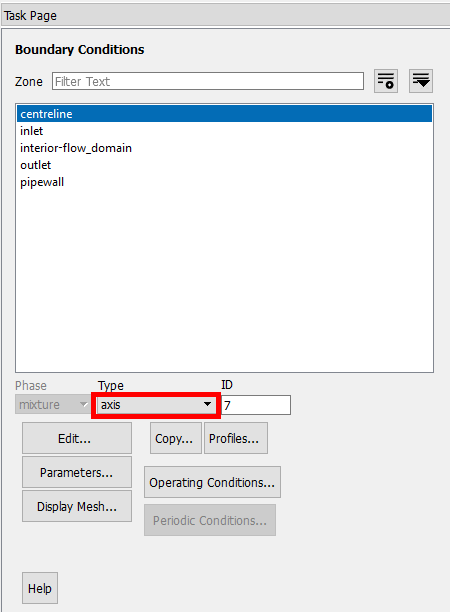 Task Page
Boundary Conditions
Zone Filter Text
centreline
inlet
interior-flow_domain
outlet
pipewall
Phase Type ID
mixture axis 7
Edit... Copy... Profiles...
Parameters... Operating Conditions...
Display Mesh... Periodic Conditions...
Help